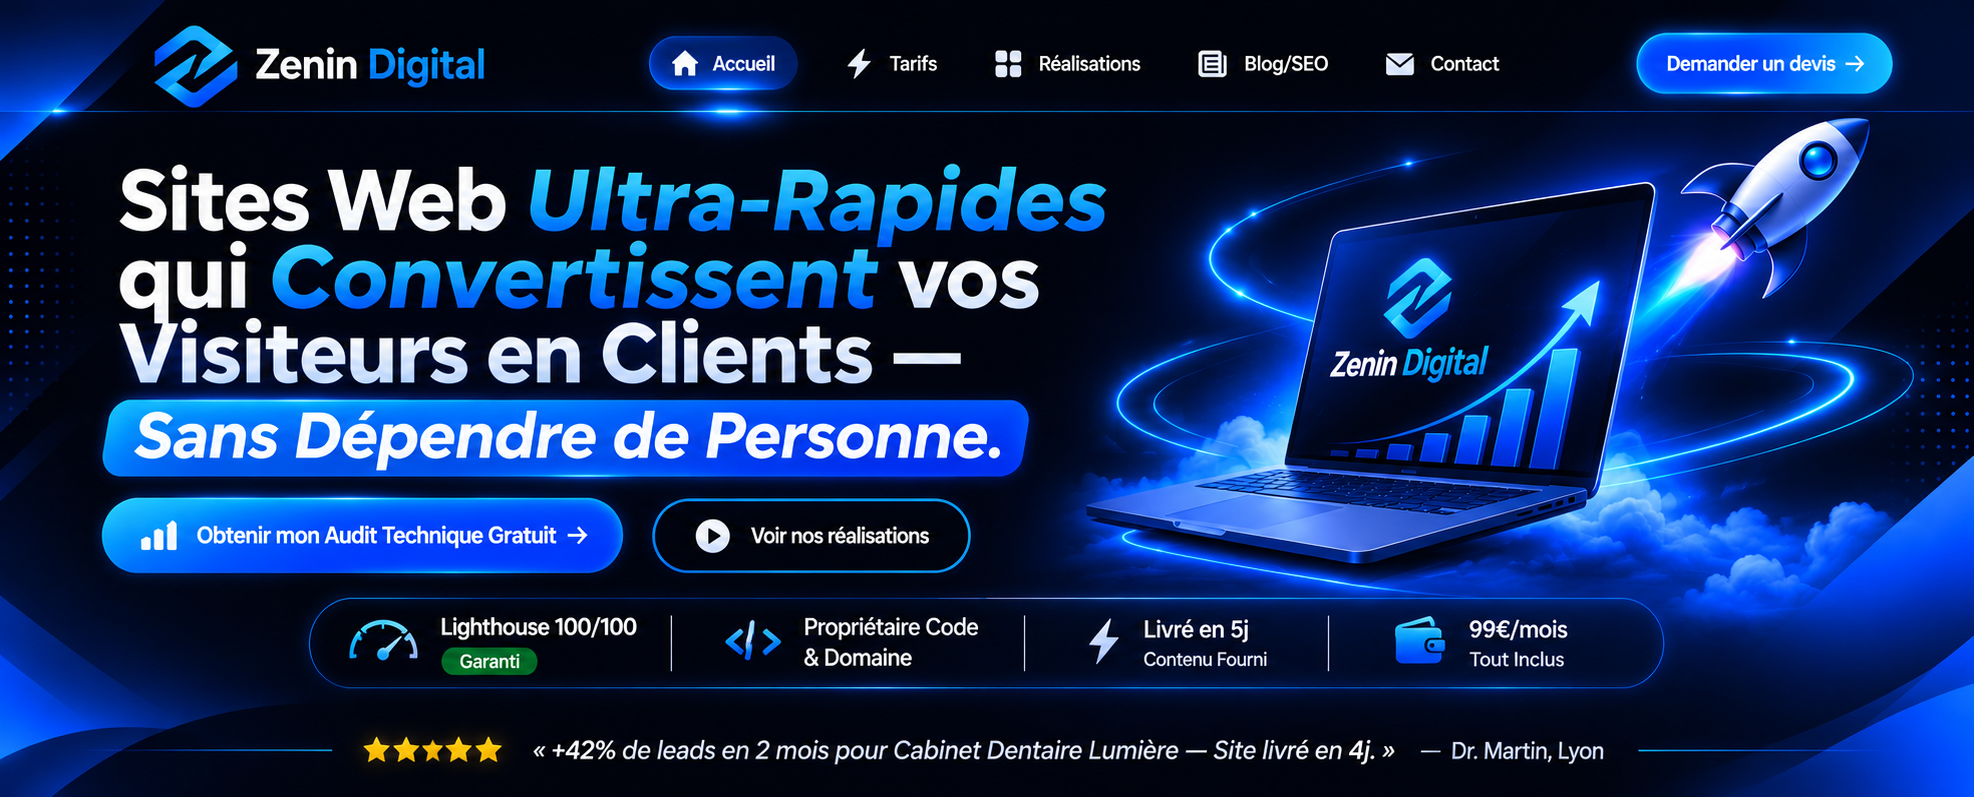 Zenin Digital
Accueil
Tarifs
Réalisations
Blog/SEO
Contact
Demander un devis →
Sites Web Ultra-Rapides
qui Convertissent vos
Visiteurs en Clients —
Sans Dépendre de Personne.
Obtenir mon Audit Technique Gratuit →
Voir nos réalisations
Zenin Digital
Lighthouse 100/100
Garanti
Propriétaire Code
& Domaine
Livré en 5j
Contenu Fourni
99€/mois
Tout Inclus
« +42% de leads en 2 mois pour Cabinet Dentaire Lumière — Site livré en 4j. » — Dr. Martin, Lyon